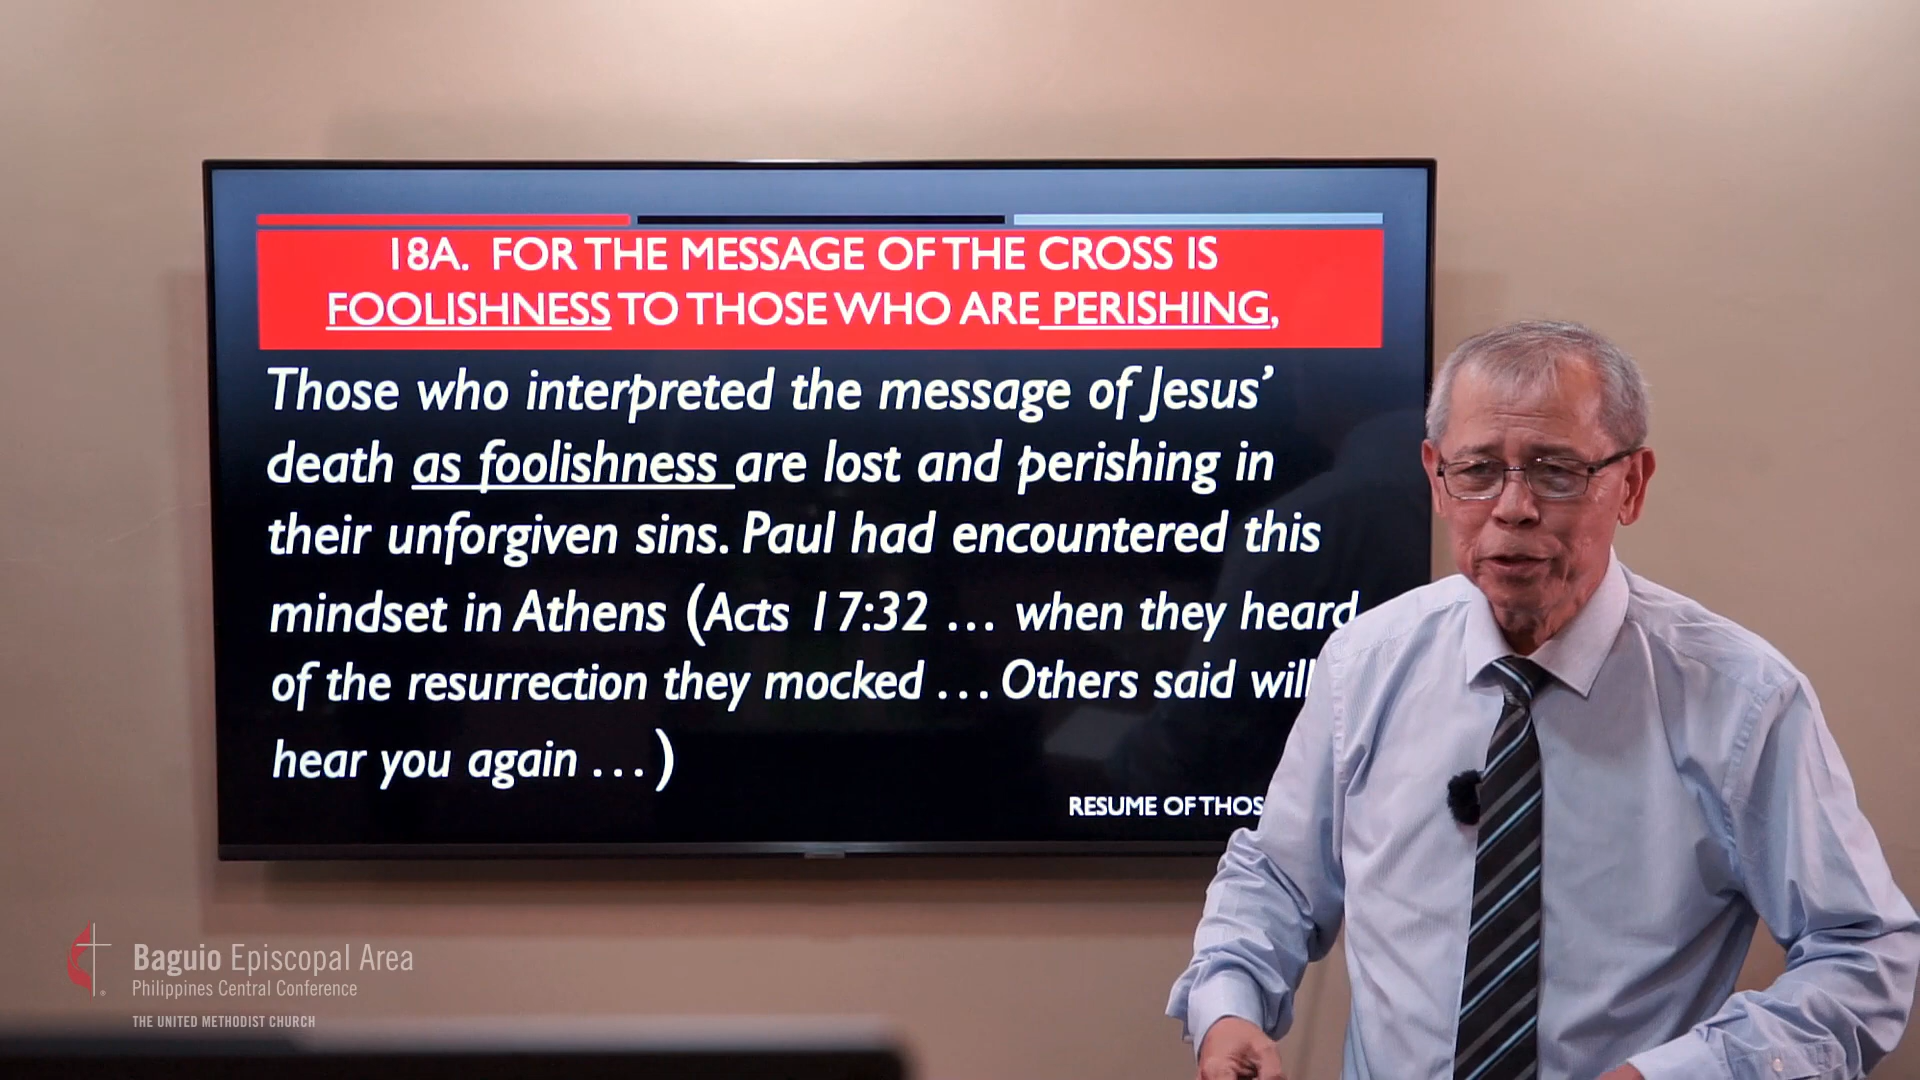 18A. FOR THE MESSAGE OF THE CROSS IS
FOOLISHNESS TO THOSE WHO ARE PERISHING,
Those who interpreted the message of Jesus'
death as foolishness are lost and perishing in
their unforgiven sins. Paul had encountered this
mindset in Athens (Acts 17:32 ... when they heard
of the resurrection they mocked ... Others said will
hear you again ...)
RESUME OF
Baguio Episcopal Area
Philippines Central Conference
THE UNITED METHODIST CHURCH